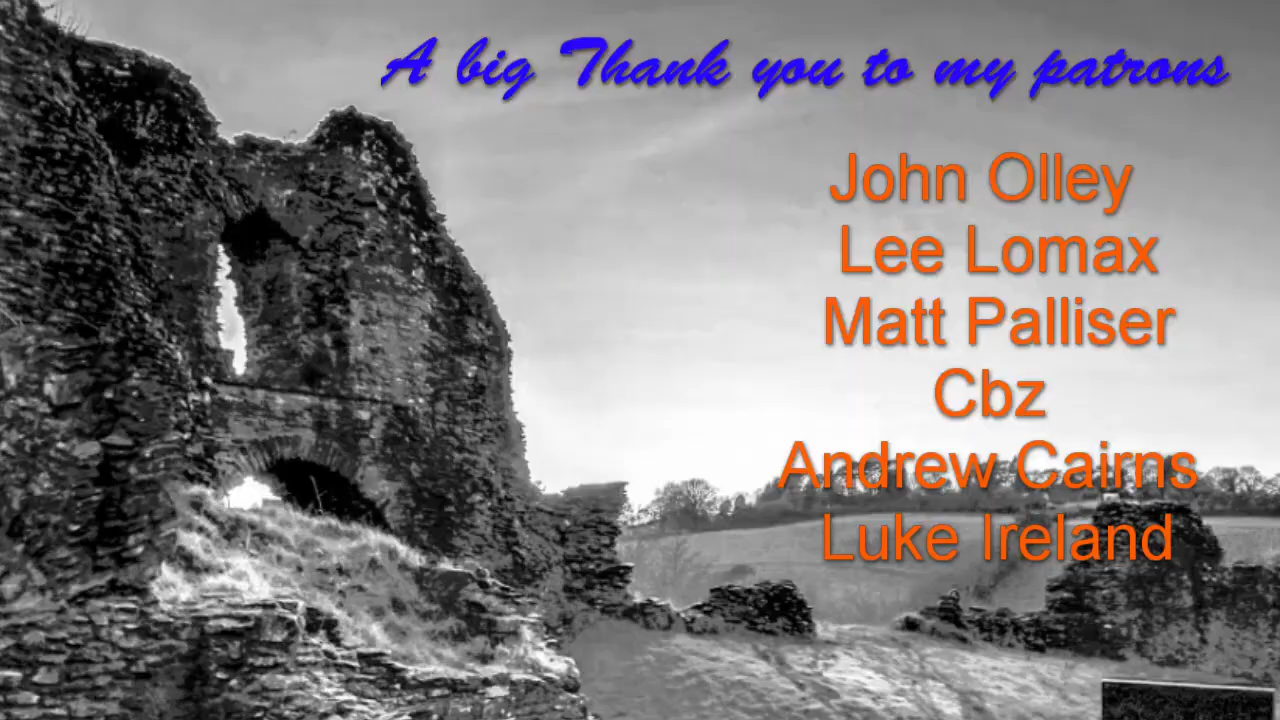 A big Thank you to my patrons
John Olley
Lee Lomax
Matt Palliser
Cbz
Andrew Cairns
Luke Ireland